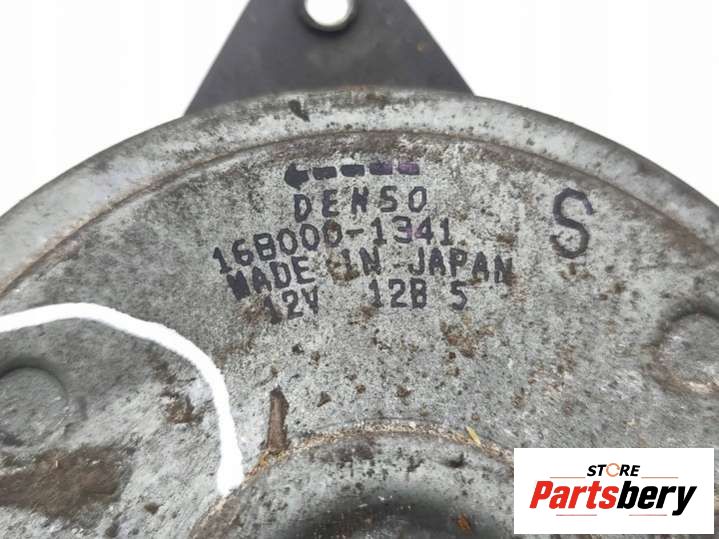 DENSO
S
168000-1341
MADE IN JAPAN
12V 12B 5
STORE
Partsbery